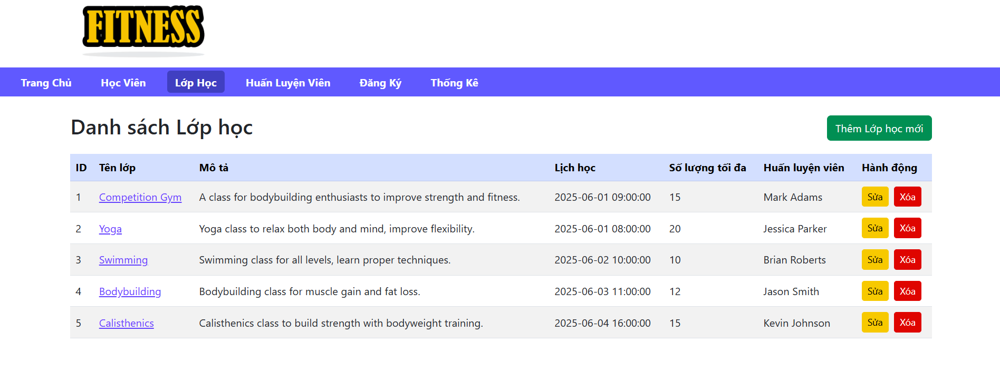 FITNESS
Trang Chủ Học Viên Lớp Học Huấn Luyện Viên Đăng Ký Thống Kê
Danh sách Lớp học Thêm Lớp học mới
ID Tên lớp Mô tả Lịch học Số lượng tối đa Huấn luyện viên Hành động
1 Competition Gym A class for bodybuilding enthusiasts to improve strength and fitness. 2025-06-01 09:00:00 15 Mark Adams Sửa Xóa
2 Yoga Yoga class to relax both body and mind, improve flexibility. 2025-06-01 08:00:00 20 Jessica Parker Sửa Xóa
3 Swimming Swimming class for all levels, learn proper techniques. 2025-06-02 10:00:00 10 Brian Roberts Sửa Xóa
4 Bodybuilding Bodybuilding class for muscle gain and fat loss. 2025-06-03 11:00:00 12 Jason Smith Sửa Xóa
5 Calisthenics Calisthenics class to build strength with bodyweight training. 2025-06-04 16:00:00 15 Kevin Johnson Sửa Xóa